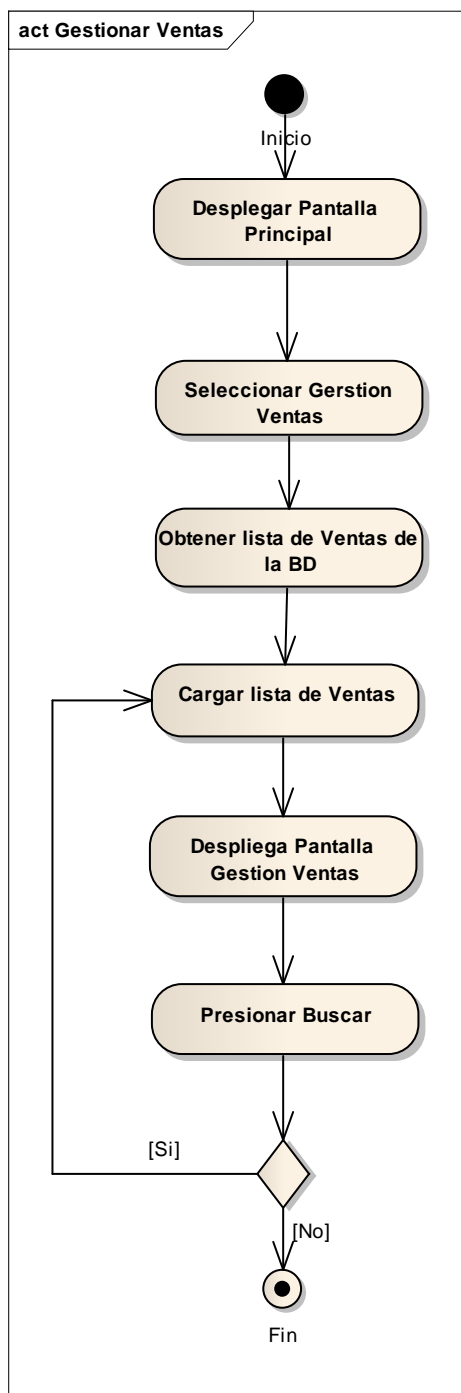 act Gestionar Ventas
Inicio
Desplegar Pantalla
Principal
Seleccionar Gerstion
Ventas
Obtener lista de Ventas de
la BD
Cargar lista de Ventas
Despliega Pantalla
Gestion Ventas
Presionar Buscar
[Si]
[No]
Fin